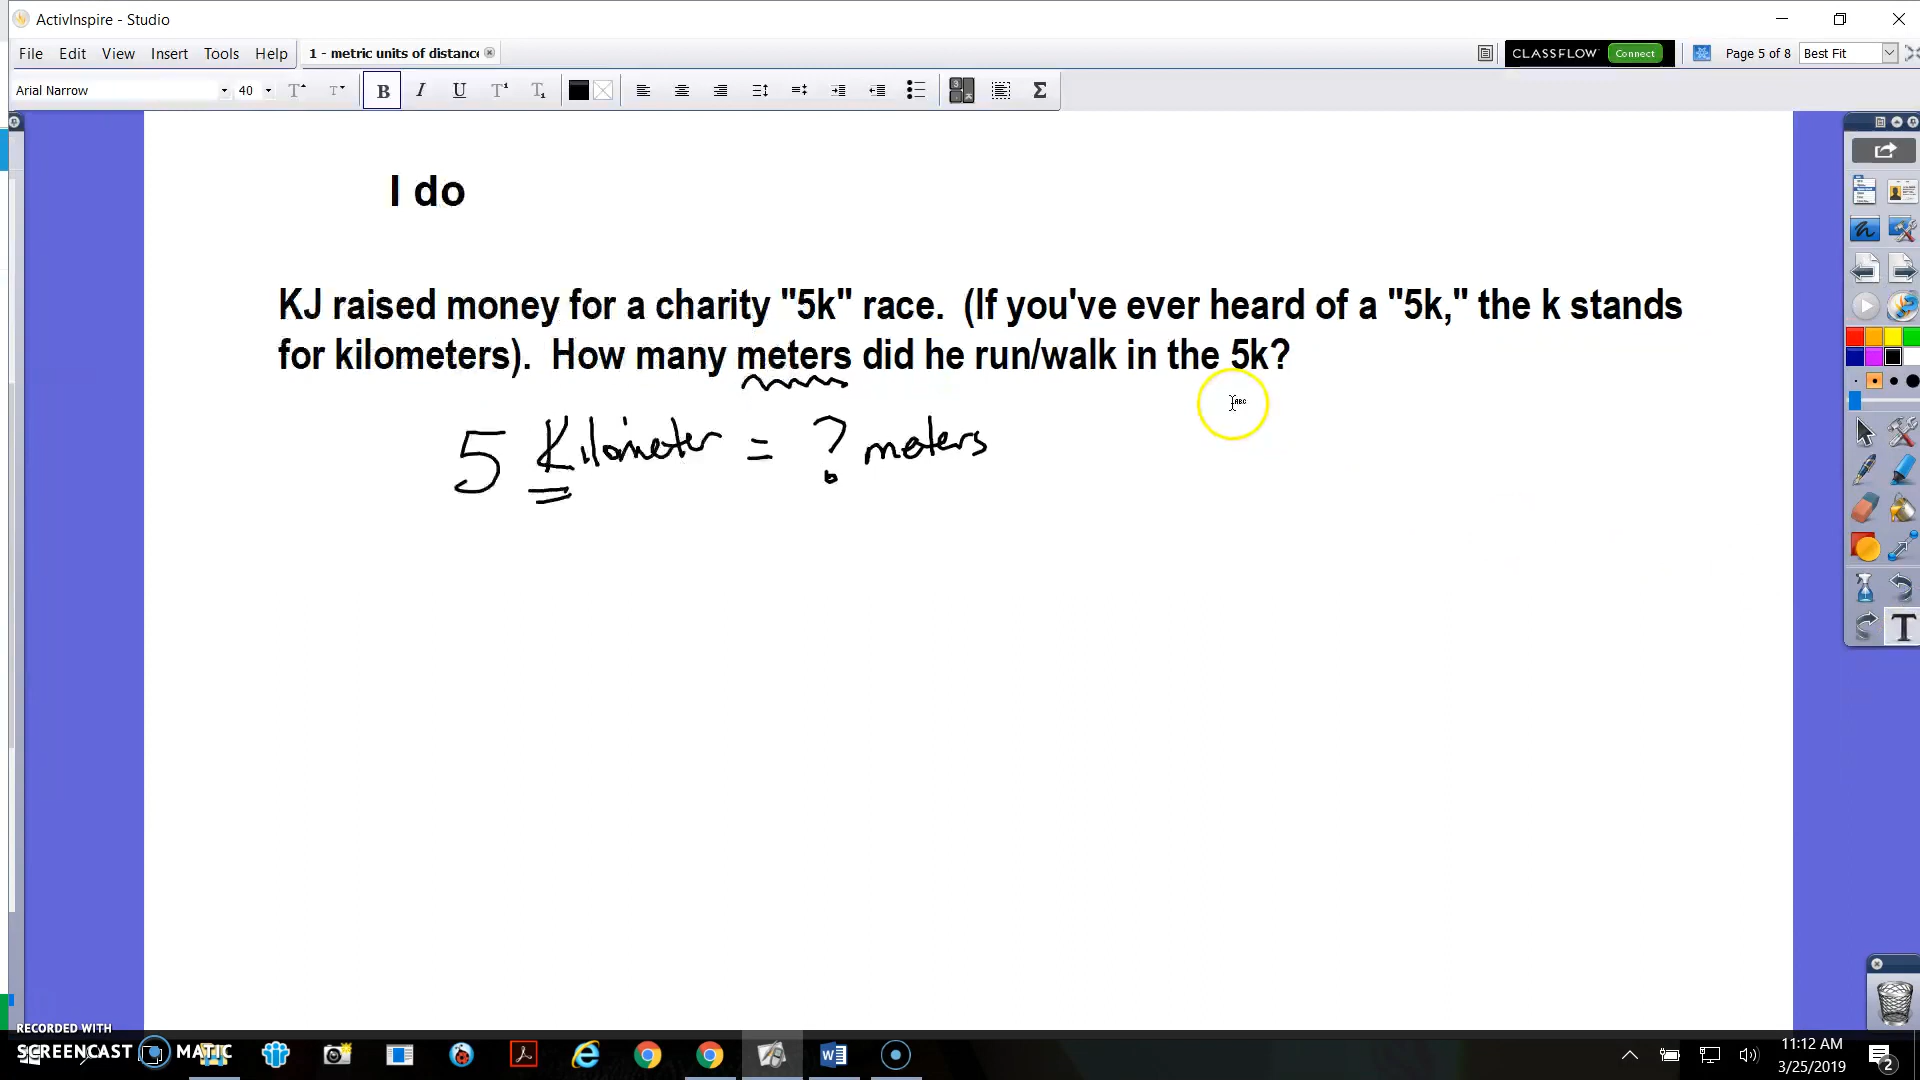 ActivInspire - Studio
File Edit View Insert Tools Help 1 - metric units of distanc CLASSFLOW Connect Page 5 of 8 Best Fit
Arial Narrow 40 B I U Σ
I do
KJ raised money for a charity "5k" race. (If you've ever heard of a "5k," the k stands
for kilometers). How many meters did he run/walk in the 5k?
5 Kilometer = ? meters
RECORDED WITH
SCREENCAST MATIC
11:12 AM
3/25/2019
2